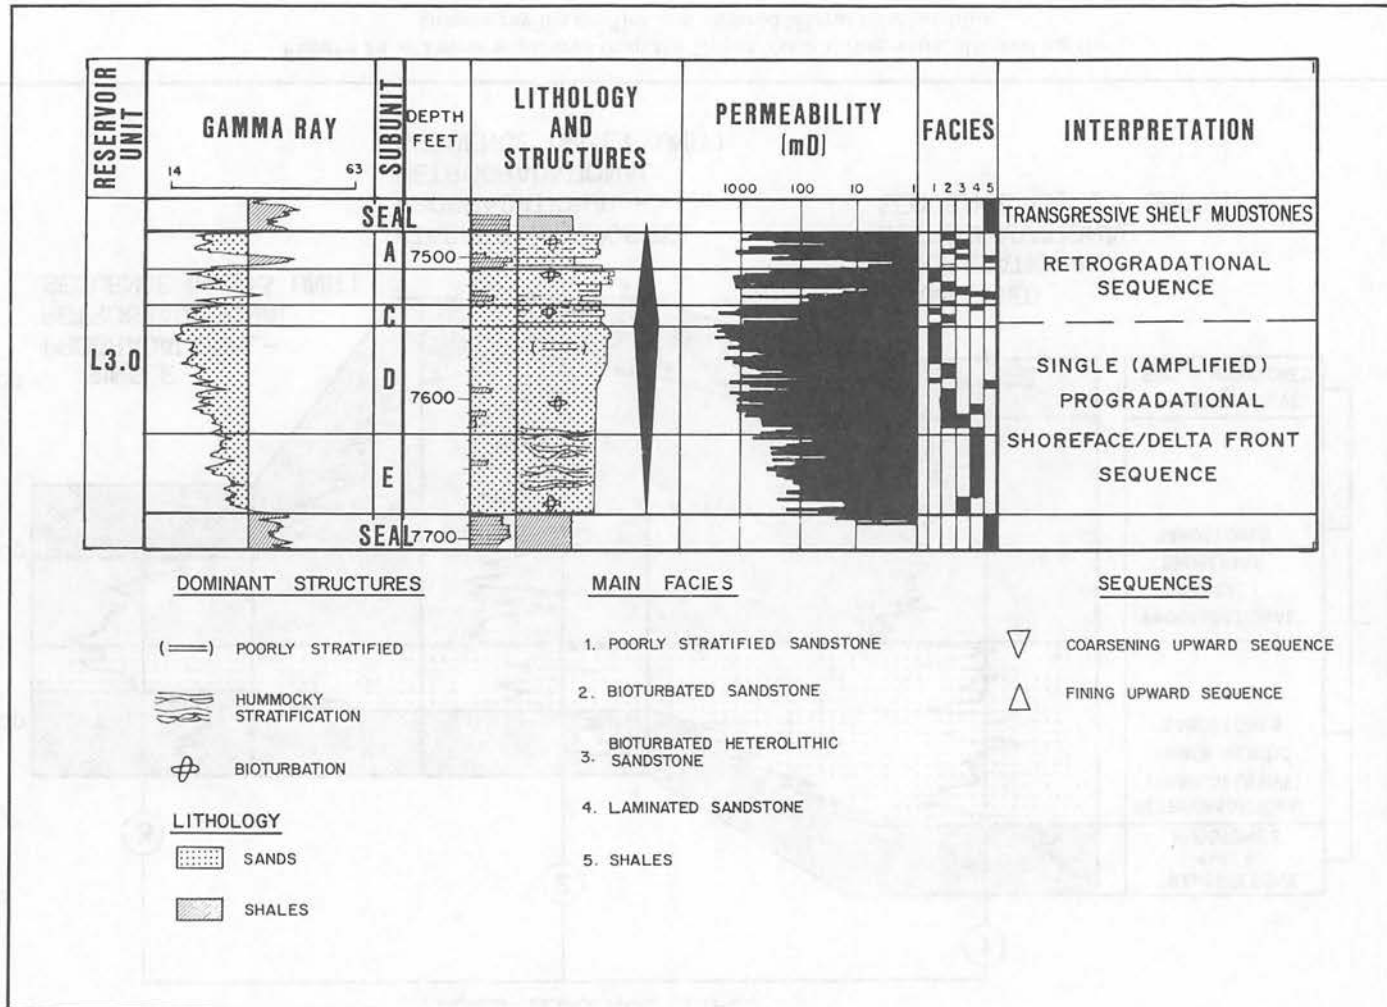 RESERVOIR UNIT
GAMMA RAY
14 63
SUBUNIT
DEPTH
FEET
LITHOLOGY
AND
STRUCTURES
PERMEABILITY
(mD)
1000 100 10 1
FACIES
1 2 3 4 5
INTERPRETATION
L3.0
SEAL
A
C
D
E
SEAL
7500
7600
7700
TRANSGRESSIVE SHELF MUDSTONES
RETROGRADATIONAL
SEQUENCE
SINGLE (AMPLIFIED)
PROGRADATIONAL
SHOREFACE/DELTA FRONT
SEQUENCE
DOMINANT STRUCTURES
POORLY STRATIFIED
HUMMOCKY
STRATIFICATION
BIOTURBATION
LITHOLOGY
SANDS
SHALES
MAIN FACIES
1. POORLY STRATIFIED SANDSTONE
2. BIOTURBATED SANDSTONE
3. BIOTURBATED HETEROLITHIC
SANDSTONE
4. LAMINATED SANDSTONE
5. SHALES
SEQUENCES
COARSENING UPWARD SEQUENCE
FINING UPWARD SEQUENCE